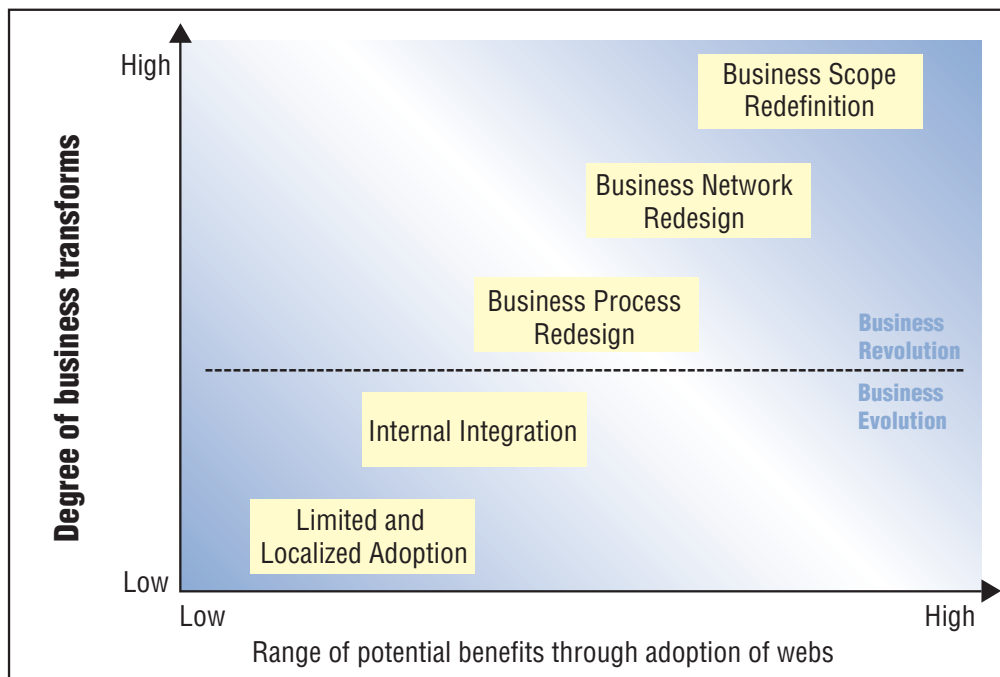 Degree of business transforms
High
Business Scope
Redefinition
Business Network
Redesign
Business Process
Redesign
Business
Revolution
Business
Evolution
Internal Integration
Limited and
Localized Adoption
Low
Low
High
Range of potential benefits through adoption of webs